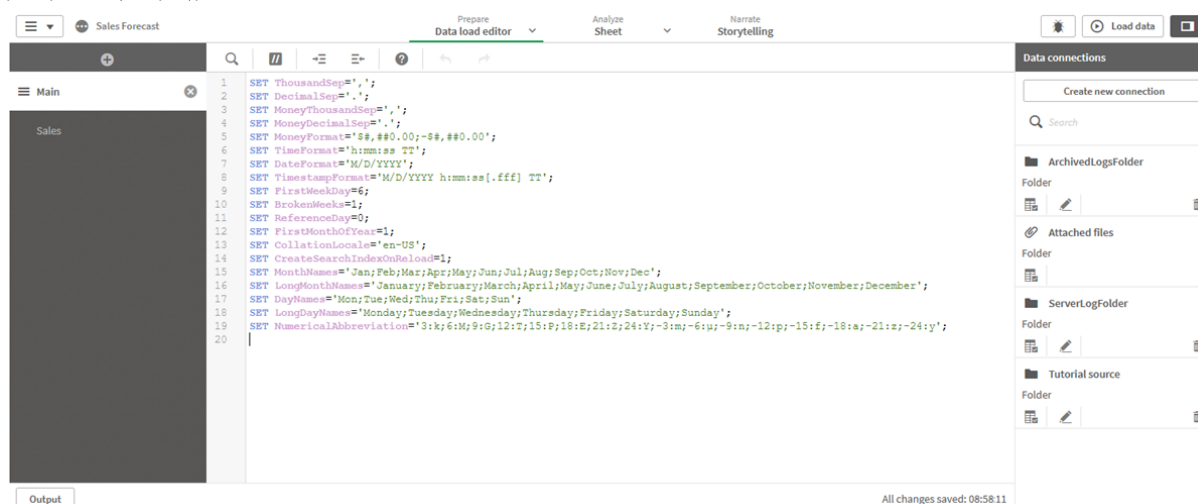 Sales Forecast
Prepare
Data load editor
Analyze
Sheet
Narrate
Storytelling
Load data
Main
Sales
1 SET ThousandSep=',';
2 SET DecimalSep='.';
3 SET MoneyThousandSep=',';
4 SET MoneyDecimalSep='.';
5 SET MoneyFormat='$#,##0.00;-$#,##0.00';
6 SET TimeFormat='h:mm:ss TT';
7 SET DateFormat='M/D/YYYY';
8 SET TimestampFormat='M/D/YYYY h:mm:ss[.fff] TT';
9 SET FirstWeekDay=6;
10 SET BrokenWeeks=1;
11 SET ReferenceDay=0;
12 SET FirstMonthOfYear=1;
13 SET CollationLocale='en-US';
14 SET CreateSearchIndexOnReload=1;
15 SET MonthNames='Jan;Feb;Mar;Apr;May;Jun;Jul;Aug;Sep;Oct;Nov;Dec';
16 SET LongMonthNames='January;February;March;April;May;June;July;August;September;October;November;December';
17 SET DayNames='Mon;Tue;Wed;Thu;Fri;Sat;Sun';
18 SET LongDayNames='Monday;Tuesday;Wednesday;Thursday;Friday;Saturday;Sunday';
19 SET NumericalAbbreviation='3:k;6:M;9:G;12:T;15:P;18:E;21:Z;24:Y;-3:m;-6:μ;-9:n;-12:p;-15:f;-18:a;-21:z;-24:y';
20
Data connections
Create new connection
Search
ArchivedLogsFolder
Folder
Attached files
Folder
ServerLogFolder
Folder
Tutorial source
Folder
Output
All changes saved: 08:58:11